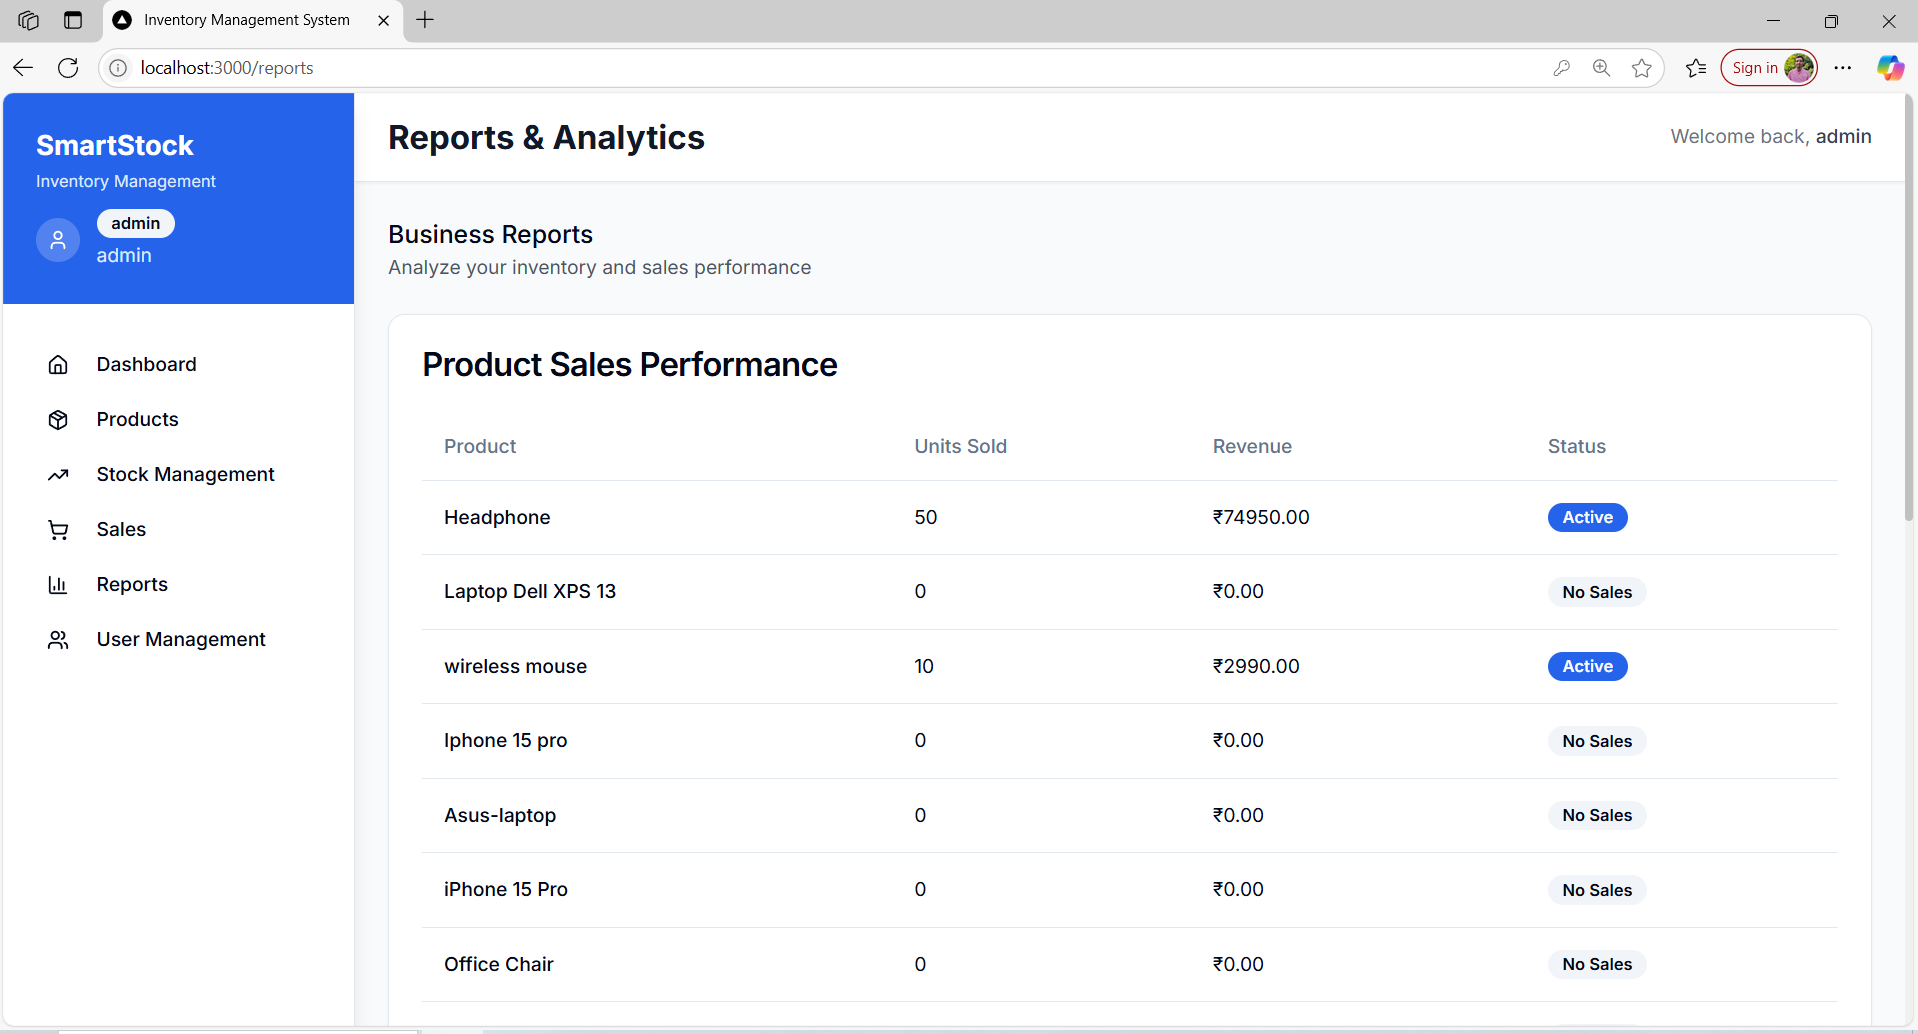 Inventory Management System
localhost:3000/reports
Sign in
SmartStock
Inventory Management
admin
admin
Dashboard
Products
Stock Management
Sales
Reports
User Management
Reports & Analytics
Welcome back, admin
Business Reports
Analyze your inventory and sales performance
Product Sales Performance
Product Units Sold Revenue Status
Headphone 50 ₹74950.00 Active
Laptop Dell XPS 13 0 ₹0.00 No Sales
wireless mouse 10 ₹2990.00 Active
Iphone 15 pro 0 ₹0.00 No Sales
Asus-laptop 0 ₹0.00 No Sales
iPhone 15 Pro 0 ₹0.00 No Sales
Office Chair 0 ₹0.00 No Sales